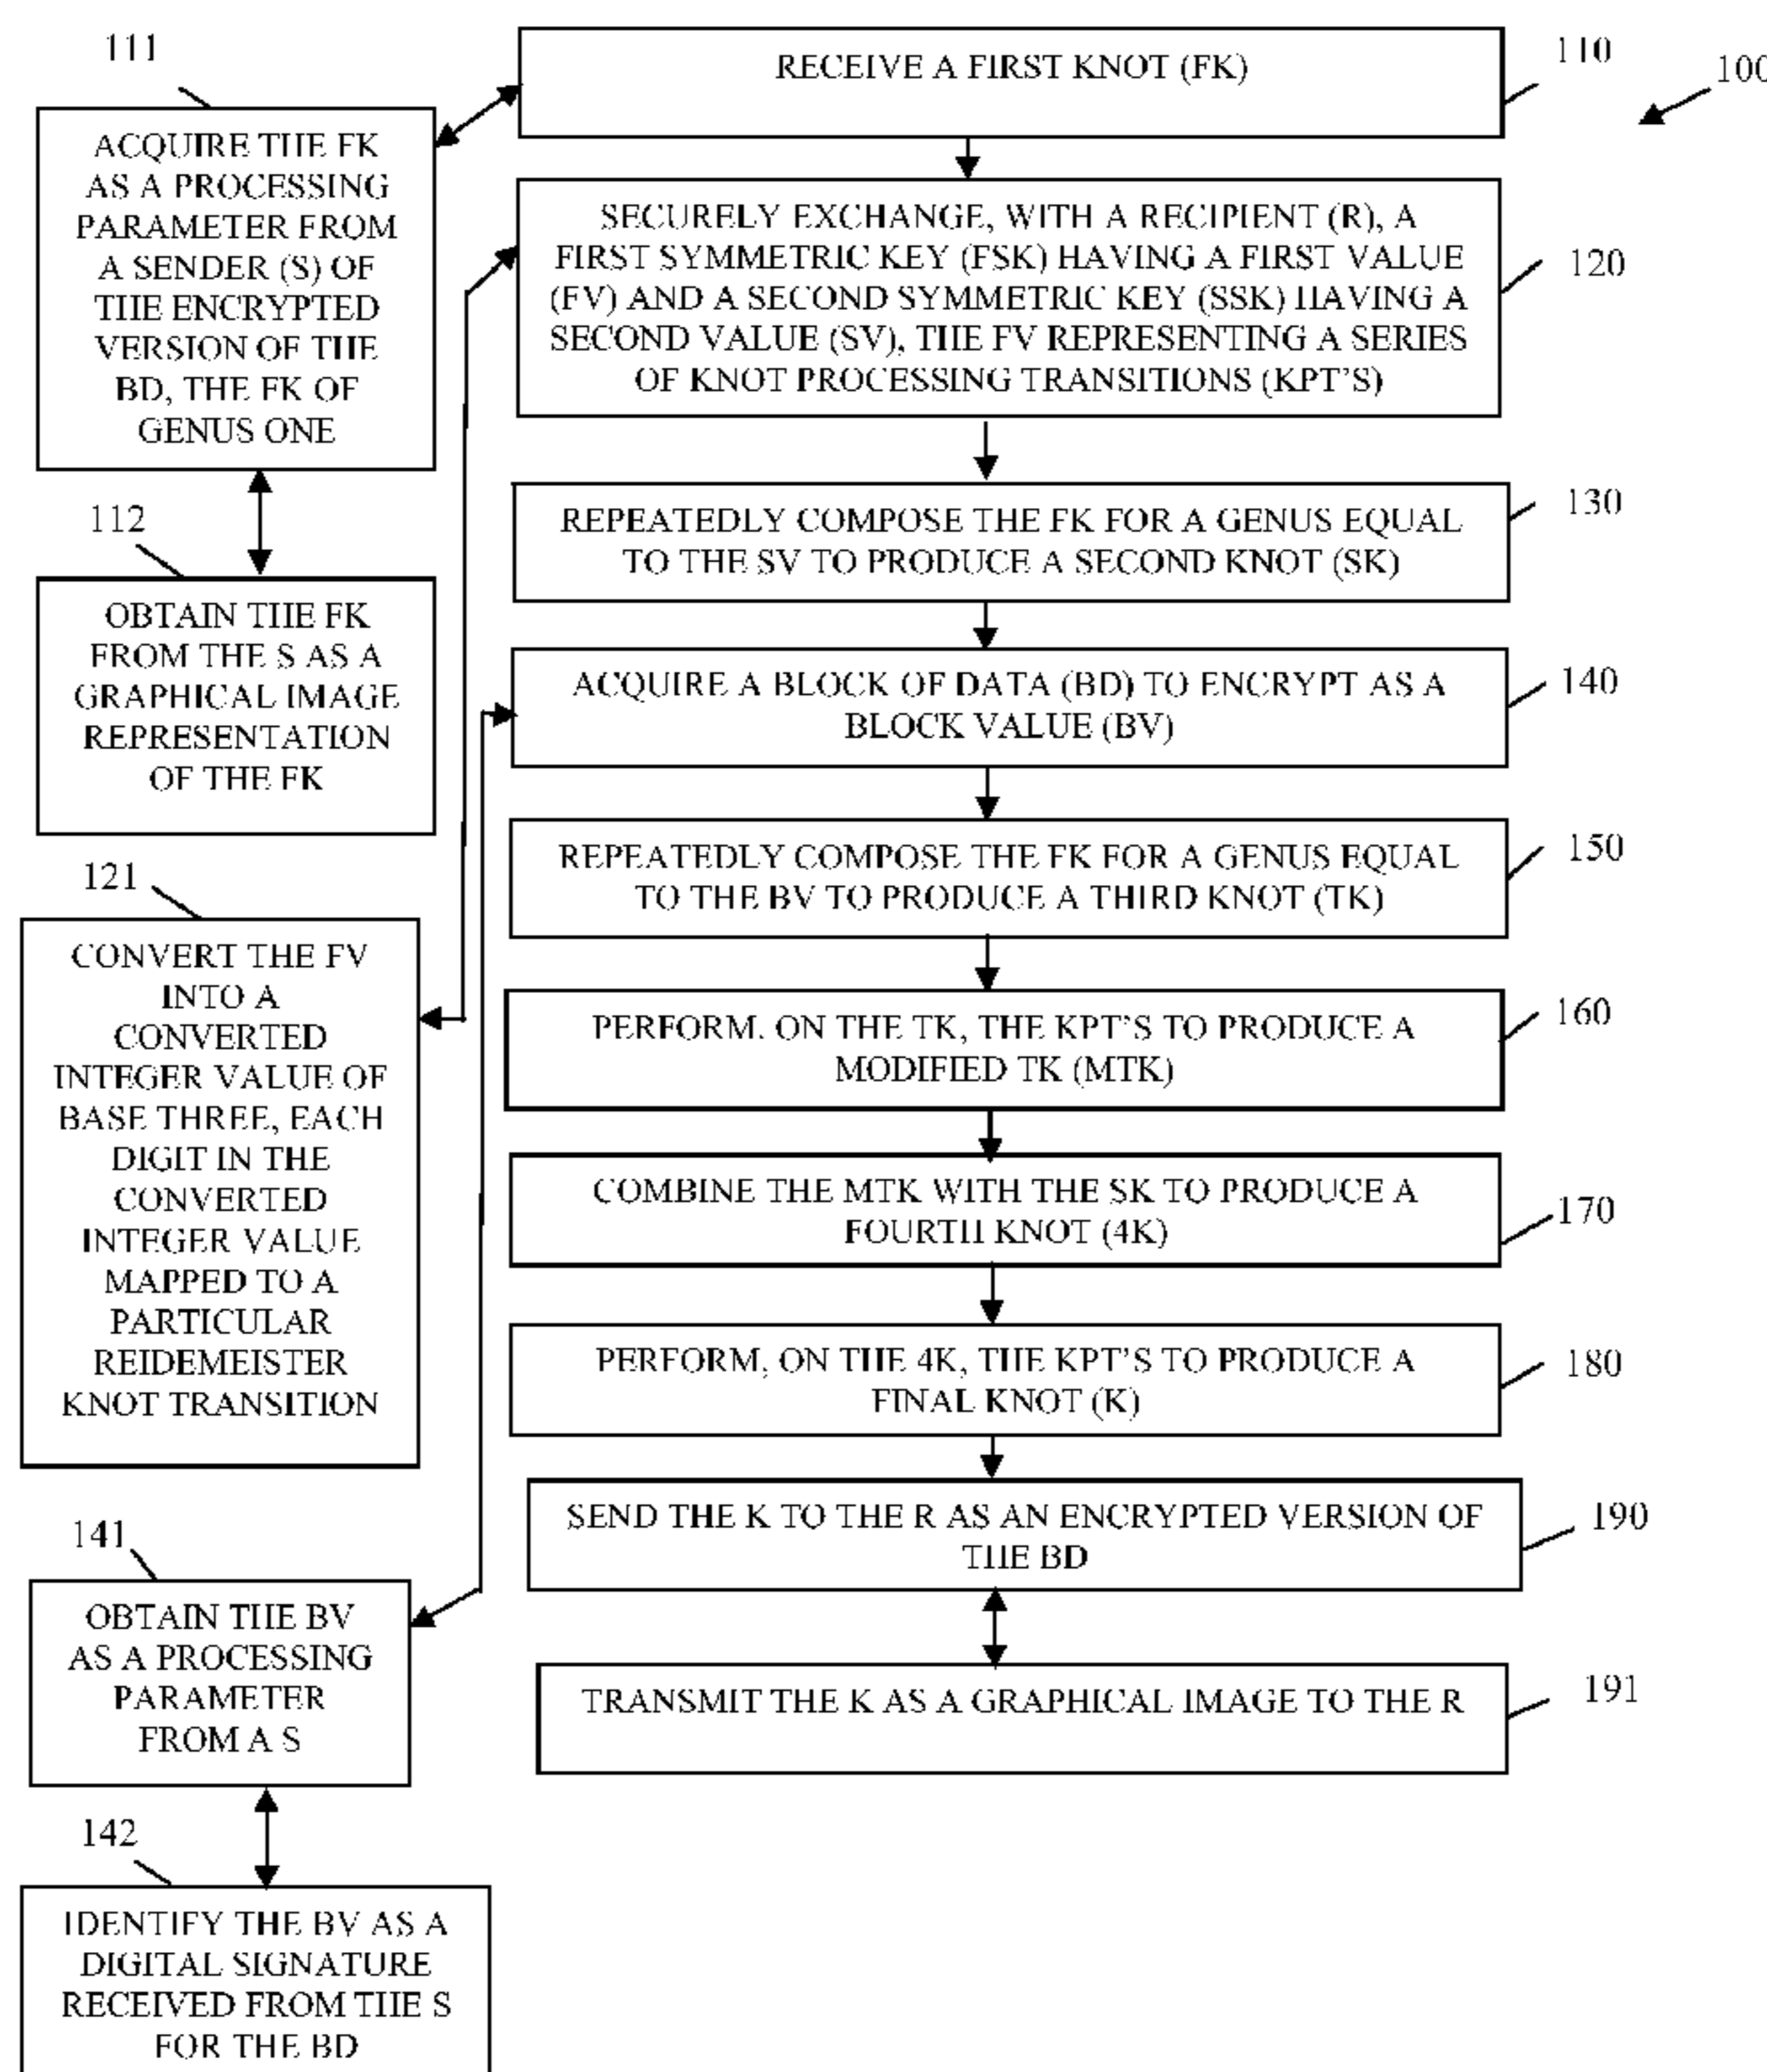 111
110
100
RECEIVE A FIRST KNOT (FK)
ACQUIRE THE FK
AS A PROCESSING
PARAMETER FROM
A SENDER (S) OF
THE ENCRYPTED
VERSION OF THE
BD, THE FK OF
GENUS ONE
SECURELY EXCHANGE, WITH A RECIPIENT (R), A
FIRST SYMMETRIC KEY (FSK) HAVING A FIRST VALUE
(FV) AND A SECOND SYMMETRIC KEY (SSK) HAVING A
SECOND VALUE (SV), THE FV REPRESENTING A SERIES
OF KNOT PROCESSING TRANSITIONS (KPT'S)
120
112
OBTAIN THE FK
FROM THE S AS A
GRAPHICAL IMAGE
REPRESENTATION
OF THE FK
REPEATEDLY COMPOSE THE FK FOR A GENUS EQUAL
TO THE SV TO PRODUCE A SECOND KNOT (SK)
130
ACQUIRE A BLOCK OF DATA (BD) TO ENCRYPT AS A
BLOCK VALUE (BV)
140
REPEATEDLY COMPOSE THE FK FOR A GENUS EQUAL
TO THE BV TO PRODUCE A THIRD KNOT (TK)
150
121
CONVERT THE FV
INTO A
CONVERTED
INTEGER VALUE OF
BASE THREE, EACH
DIGIT IN THE
CONVERTED
INTEGER VALUE
MAPPED TO A
PARTICULAR
REIDEMEISTER
KNOT TRANSITION
PERFORM, ON THE TK, THE KPT'S TO PRODUCE A
MODIFIED TK (MTK)
160
COMBINE THE MTK WITH THE SK TO PRODUCE A
FOURTH KNOT (4K)
170
PERFORM, ON THE 4K, THE KPT'S TO PRODUCE A
FINAL KNOT (K)
180
SEND THE K TO THE R AS AN ENCRYPTED VERSION OF
THE BD
190
141
OBTAIN THE BV
AS A PROCESSING
PARAMETER
FROM A S
TRANSMIT THE K AS A GRAPHICAL IMAGE TO THE R
191
142
IDENTIFY THE BV AS A
DIGITAL SIGNATURE
RECEIVED FROM THE S
FOR THE BD